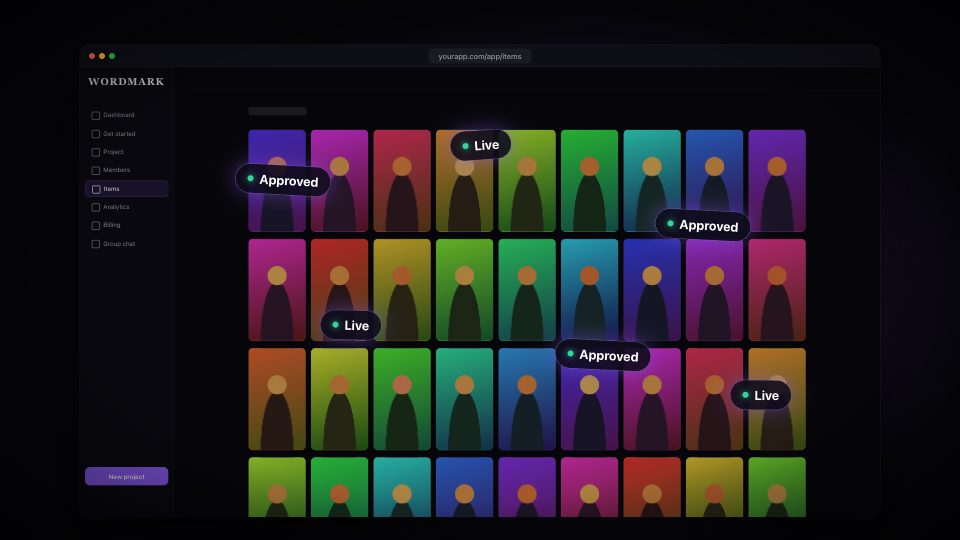 yourapp.com/app/items
WORDMARK
Dashboard
Get started
Project
Members
Items
Analytics
Billing
Group chat
New project
Live
Approved
Approved
Live
Approved
Live